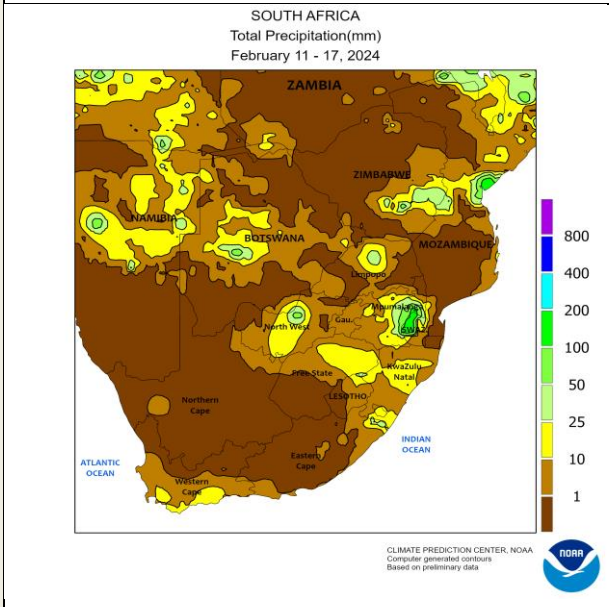 SOUTH AFRICA
Total Precipitation(mm)
February 11 - 17, 2024
ZAMBIA
ZIMBABWE
NAMIBIA
BOTSWANA
MOZAMBIQUE
Limpopo
North West
Gau.
SWAZI
Free State
KwaZulu
Natal
LESOTHO
Northern
Cape
Eastern
Cape
Western
Cape
INDIAN
OCEAN
ATLANTIC
OCEAN
800
400
200
100
50
25
10
1
CLIMATE PREDICTION CENTER, NOAA
Computer generated contours
Based on preliminary data
NOAA